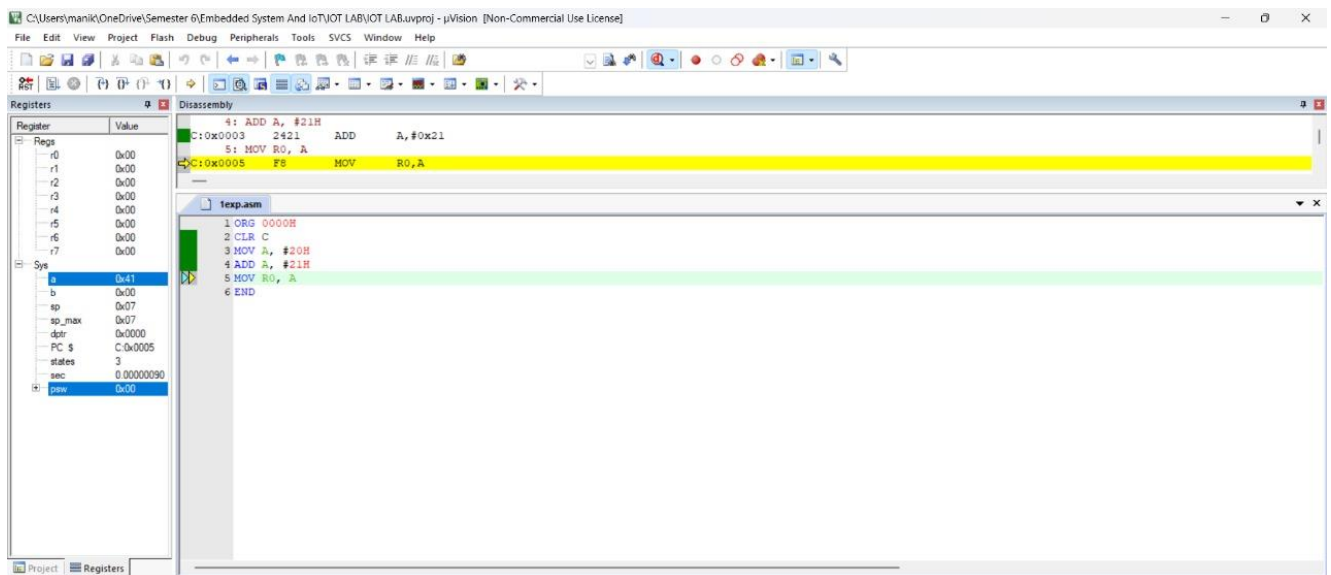 C:\Users\manik\OneDrive\Semester 6\Embedded System And IoT\IOT LAB\IOT LAB.uvproj - µVision [Non-Commercial Use License]
File Edit View Project Flash Debug Peripherals Tools SVCS Window Help
RST
Registers
Register Value
Regs
r0 0x00
r1 0x00
r2 0x00
r3 0x00
r4 0x00
r5 0x00
r6 0x00
r7 0x00
Sys
a 0x41
b 0x00
sp 0x07
sp_max 0x07
dptr 0x0000
PC $ C:0x0005
states 3
sec 0.00000090
psw 0x00
Project Registers
Disassembly
4: ADD A, #21H
C:0x0003 2421 ADD A,#0x21
5: MOV R0, A
C:0x0005 F8 MOV R0,A
1exp.asm
1 ORG 0000H
2 CLR C
3 MOV A, #20H
4 ADD A, #21H
5 MOV R0, A
6 END